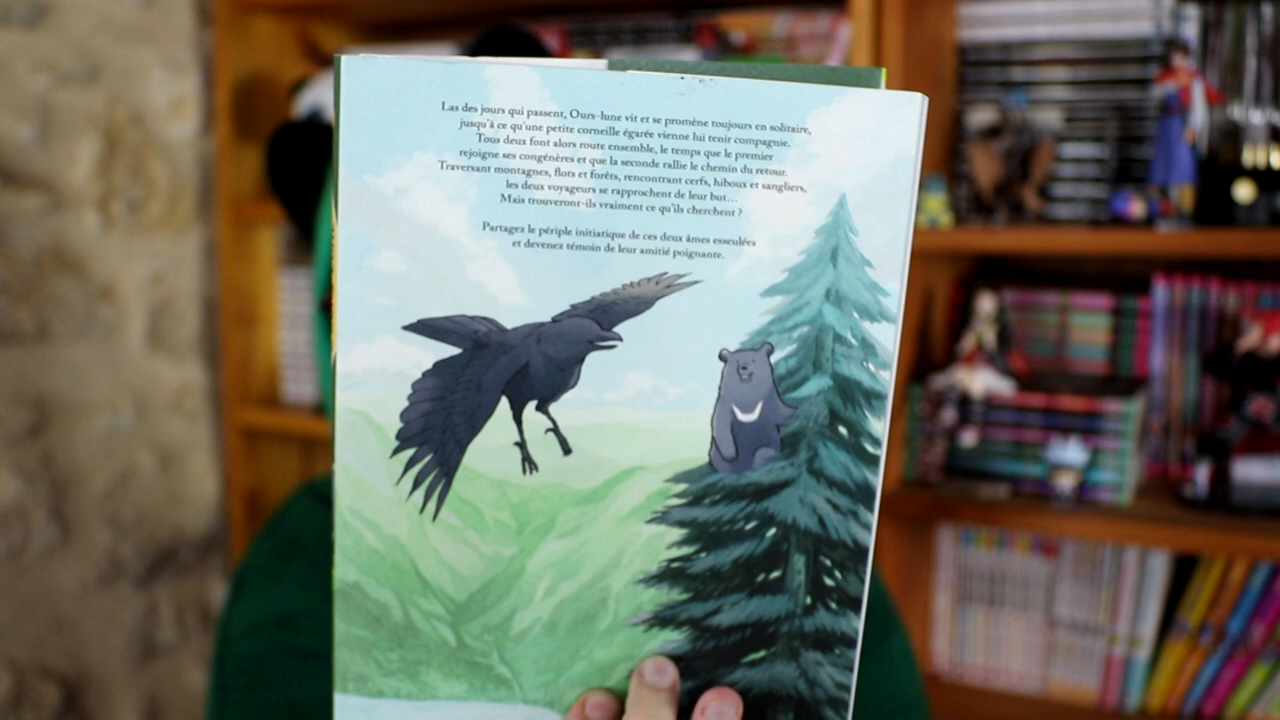 Las des jours qui passent, Ours-lune vit et se promène toujours en solitaire,
jusqu'à ce qu'une petite corneille égarée vienne lui tenir compagnie.
Tous deux font alors route ensemble, le temps que le premier
rejoigne ses congénères et que la seconde rallie le chemin du retour.
Traversant montagnes, flots et forêts, rencontrant cerfs, hiboux et sangliers,
les deux voyageurs se rapprochent de leur but...
Mais trouveront-ils vraiment ce qu'ils cherchent ?
Partagez le périple initiatique de ces deux âmes esseulées
et devenez témoin de leur amitié poignante.